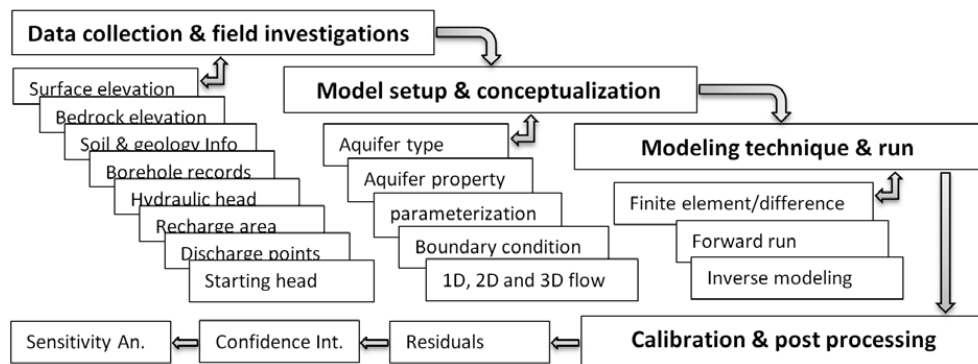 Data collection & field investigations
Surface elevation
Bedrock elevation
Soil & geology Info
Borehole records
Hydraulic head
Recharge area
Discharge points
Starting head
Model setup & conceptualization
Aquifer type
Aquifer property
parameterization
Boundary condition
1D, 2D and 3D flow
Modeling technique & run
Finite element/difference
Forward run
Inverse modeling
Calibration & post processing
Residuals
Confidence Int.
Sensitivity An.